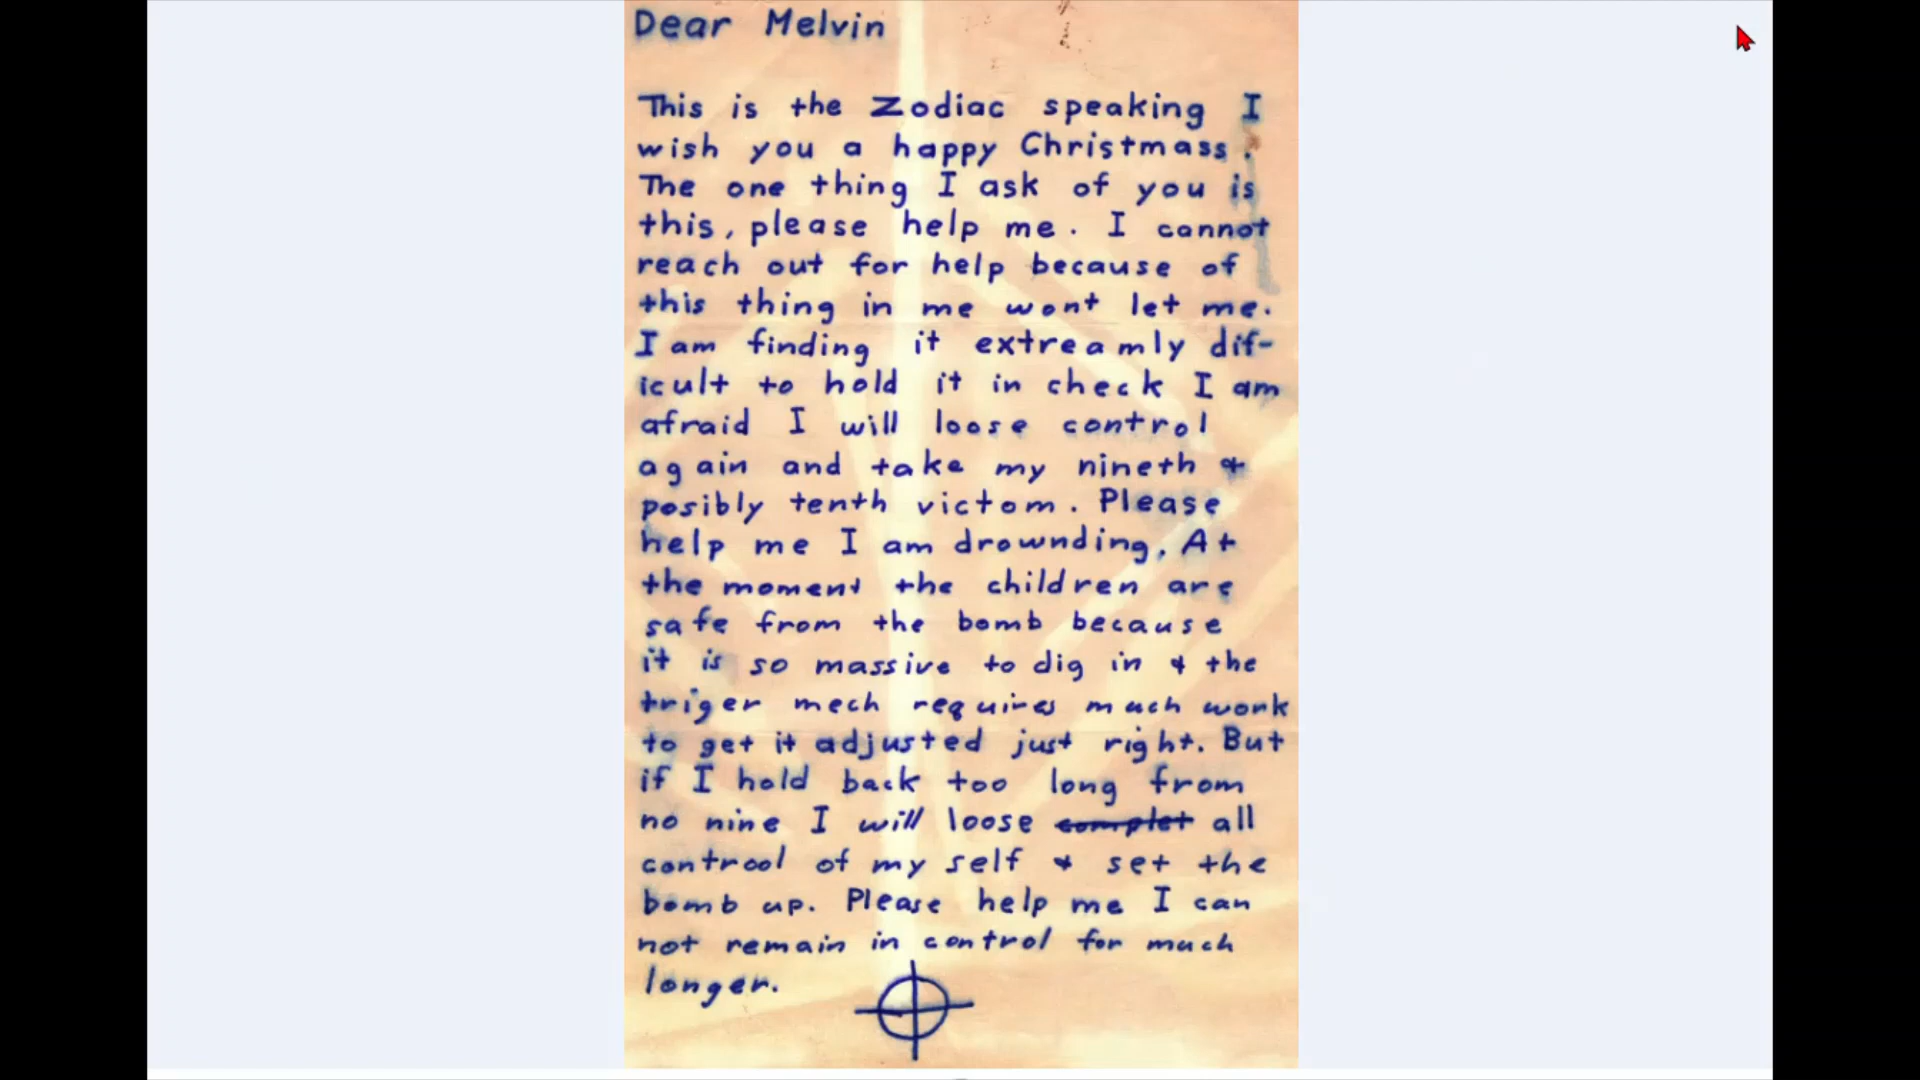 Dear Melvin
This is the Zodiac speaking I
wish you a happy Christmass.
The one thing I ask of you is
this, please help me. I cannot
reach out for help because of
this thing in me wont let me.
I am finding it extreamly dif-
icult to hold it in check I am
afraid I will loose control
again and take my nineth &
posibly tenth victom. Please
help me I am drownding. At
the moment the children are
safe from the bomb because
it is so massive to dig in & the
triger mech requires much work
to get it adjusted just right. But
if I hold back too long from
no nine I will loose complet all
controol of my self & set the
bomb up. Please help me I can
not remain in control for much
longer.